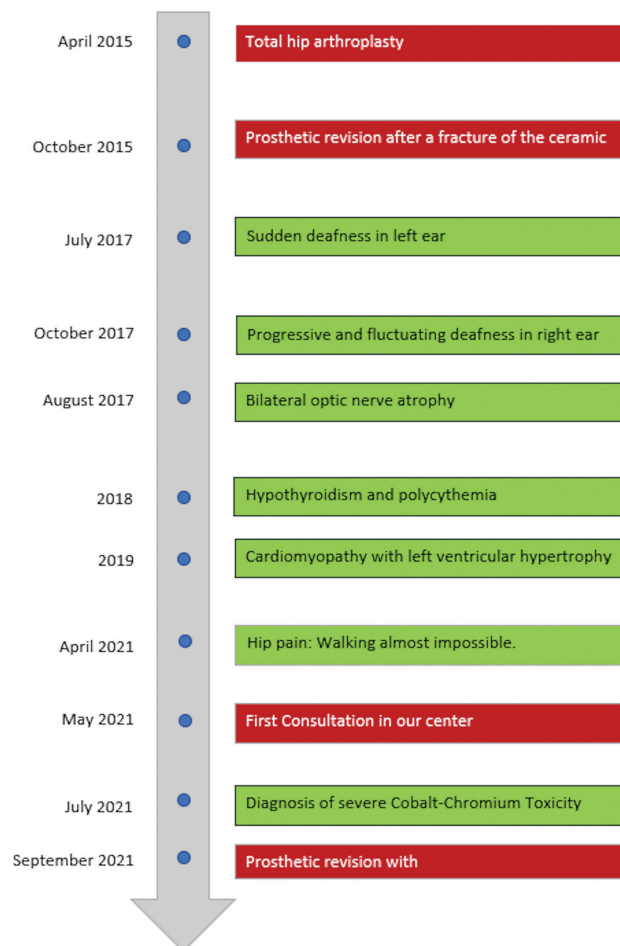 April 2015
Total hip arthroplasty
October 2015
Prosthetic revision after a fracture of the ceramic
July 2017
Sudden deafness in left ear
October 2017
Progressive and fluctuating deafness in right ear
August 2017
Bilateral optic nerve atrophy
2018
Hypothyroidism and polycythemia
2019
Cardiomyopathy with left ventricular hypertrophy
April 2021
Hip pain: Walking almost impossible.
May 2021
First Consultation in our center
July 2021
Diagnosis of severe Cobalt-Chromium Toxicity
September 2021
Prosthetic revision with